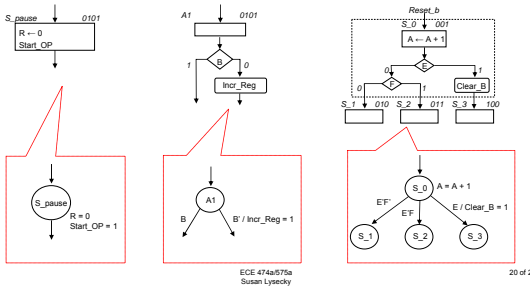 S_pause 0101
R ← 0
Start_OP
S_pause
R = 0
Start_OP = 1
A1 0101
B
1 0
Incr_Reg
A1
B B' / Incr_Reg = 1
Reset_b
S_0 001
A ← A + 1
E
0 1
F
Clear_B
0 1
S_1 010 S_2 011 S_3 100
S_0 A = A + 1
E'F' E'F E / Clear_B = 1
S_1 S_2 S_3
ECE 474a/575a
Susan Lysecky
20 of 2